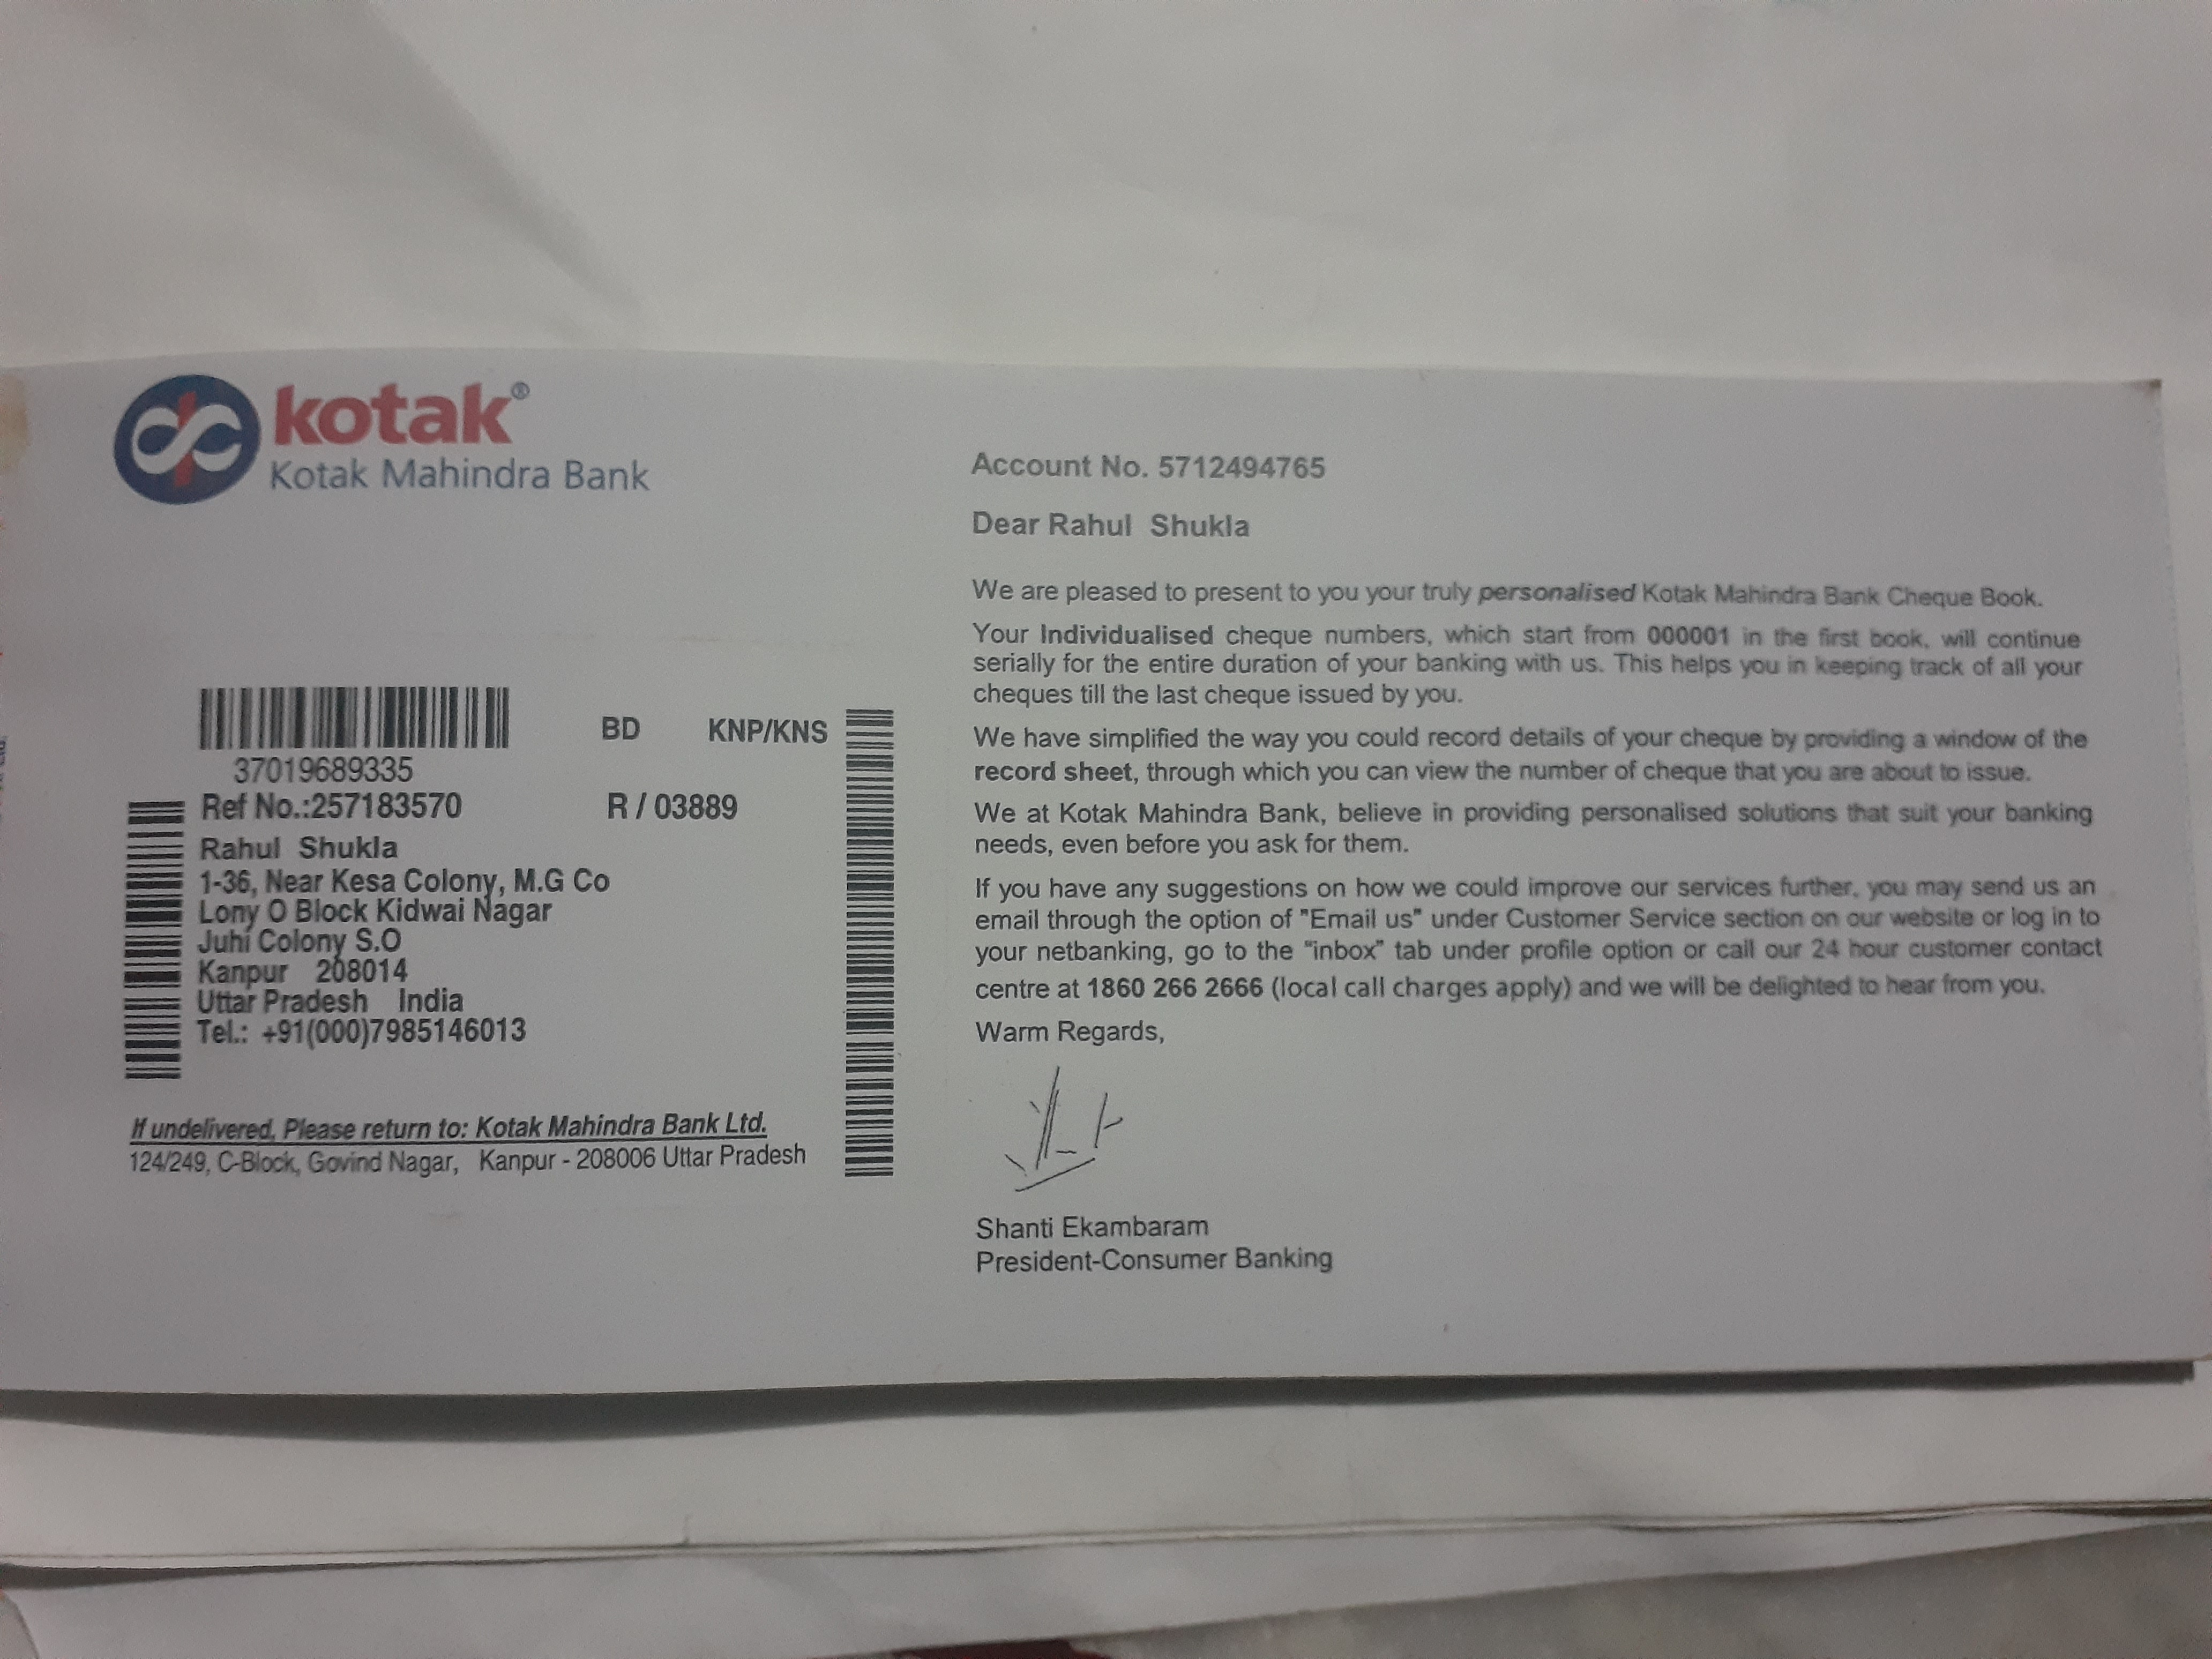 kotak®
Kotak Mahindra Bank
37019689335
BD KNP/KNS
Ref No.:257183570 R / 03889
Rahul Shukla
1-36, Near Kesa Colony, M.G Co
Lony O Block Kidwai Nagar
Juhi Colony S.O
Kanpur 208014
Uttar Pradesh India
Tel.: +91(000)7985146013
If undelivered, Please return to: Kotak Mahindra Bank Ltd.
124/249, C-Block, Govind Nagar, Kanpur - 208006 Uttar Pradesh
Account No. 5712494765
Dear Rahul Shukla
We are pleased to present to you your truly personalised Kotak Mahindra Bank Cheque Book.
Your Individualised cheque numbers, which start from 000001 in the first book, will continue
serially for the entire duration of your banking with us. This helps you in keeping track of all your
cheques till the last cheque issued by you.
We have simplified the way you could record details of your cheque by providing a window of the
record sheet, through which you can view the number of cheque that you are about to issue.
We at Kotak Mahindra Bank, believe in providing personalised solutions that suit your banking
needs, even before you ask for them.
If you have any suggestions on how we could improve our services further, you may send us an
email through the option of "Email us" under Customer Service section on our website or log in to
your netbanking, go to the "inbox" tab under profile option or call our 24 hour customer contact
centre at 1860 266 2666 (local call charges apply) and we will be delighted to hear from you.
Warm Regards,
Shanti Ekambaram
President-Consumer Banking